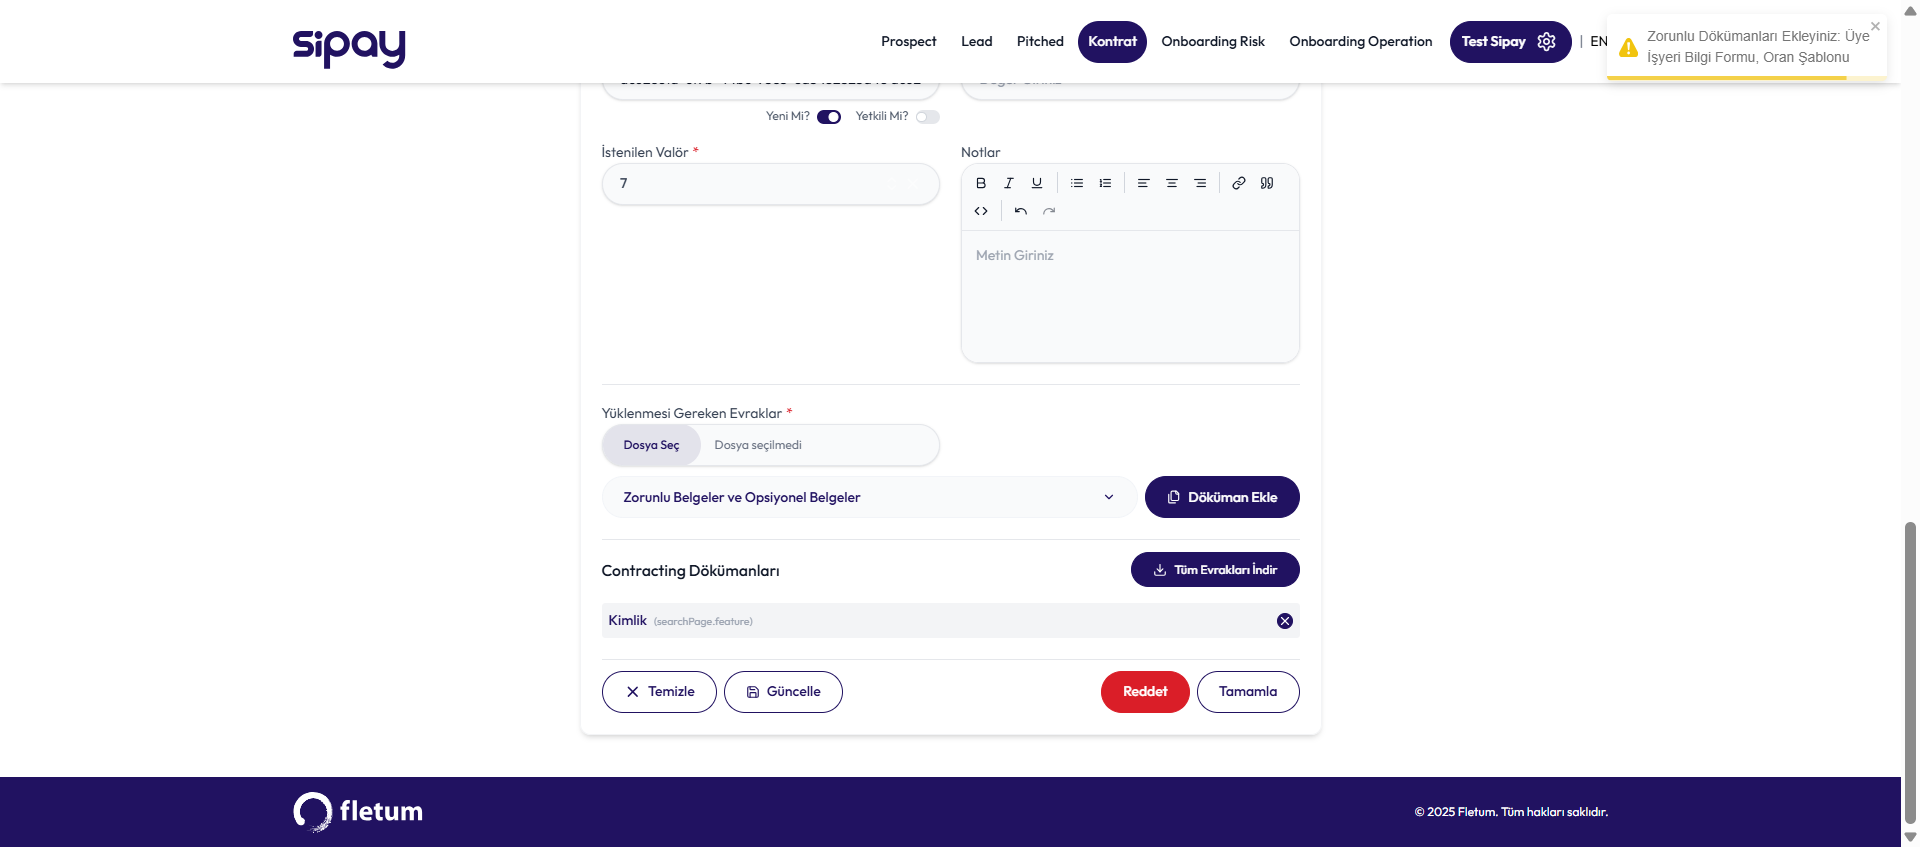 sipay
Prospect Lead Pitched Kontrat Onboarding Risk Onboarding Operation Test Sipay | EN
Zorunlu Dökümanları Ekleyiniz: Üye
İşyeri Bilgi Formu, Oran Şablonu
Yeni Mi? Yetkili Mi?
İstenilen Valör *
7
Notlar
Metin Giriniz
Yüklenmesi Gereken Evraklar *
Dosya Seç Dosya seçilmedi
Zorunlu Belgeler ve Opsiyonel Belgeler
Döküman Ekle
Contracting Dökümanları
Tüm Evrakları İndir
Kimlik (searchPage.feature)
Temizle Güncelle Reddet Tamamla
fletum
© 2025 Fletum. Tüm hakları saklıdır.